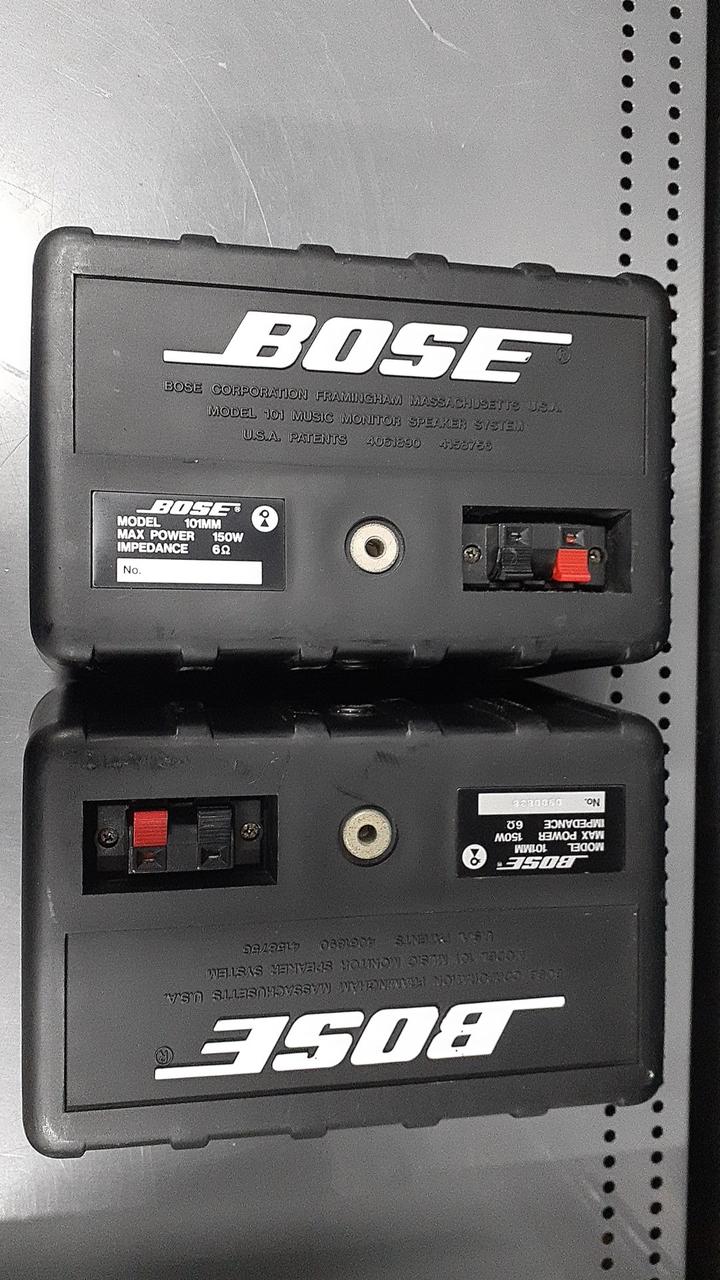 BOSE®
BOSE CORPORATION FRAMINGHAM MASSACHUSETTS U.S.A.
MODEL 101 MUSIC MONITOR SPEAKER SYSTEM
U.S.A. PATENTS 4061890 4158756
BOSE®
MODEL 101MM
MAX POWER 150W
IMPEDANCE 6Ω
No.
BOSE®
BOSE CORPORATION FRAMINGHAM MASSACHUSETTS U.S.A.
MODEL 101 MUSIC MONITOR SPEAKER SYSTEM
U.S.A. PATENTS 4061890 4158756
BOSE®
MODEL 101MM
MAX POWER 150W
IMPEDANCE 6Ω
No.